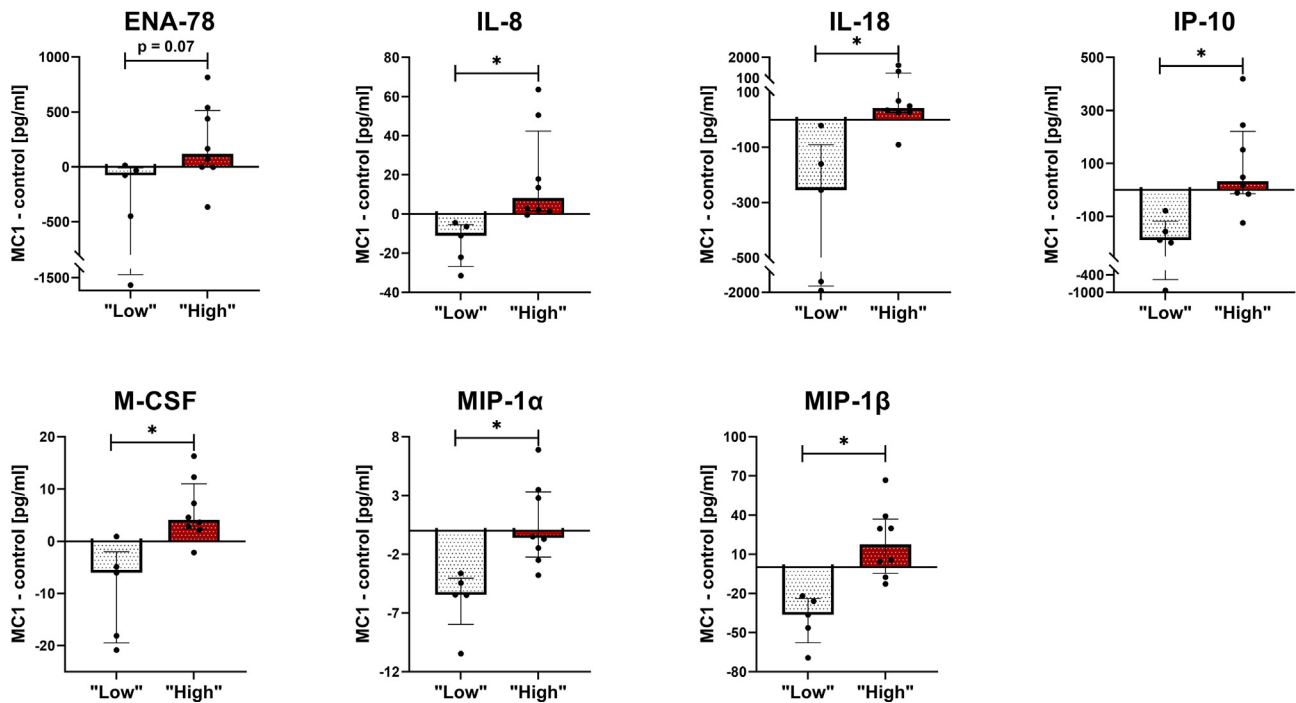 ENA-78
p = 0.07
MC1 - control [pg/ml]
1000
500
0
-500
-1500
"Low" "High"
IL-8
*
MC1 - control [pg/ml]
80
60
40
20
0
-20
-40
"Low" "High"
IL-18
*
MC1 - control [pg/ml]
2000
100
100
-100
-300
-500
-2000
"Low" "High"
IP-10
*
MC1 - control [pg/ml]
500
300
100
-100
-400
-1000
"Low" "High"
M-CSF
*
MC1 - control [pg/ml]
20
10
0
-10
-20
"Low" "High"
MIP-1α
*
MC1 - control [pg/ml]
8
3
-2
-7
-12
"Low" "High"
MIP-1β
*
MC1 - control [pg/ml]
100
70
40
10
-20
-50
-80
"Low" "High"